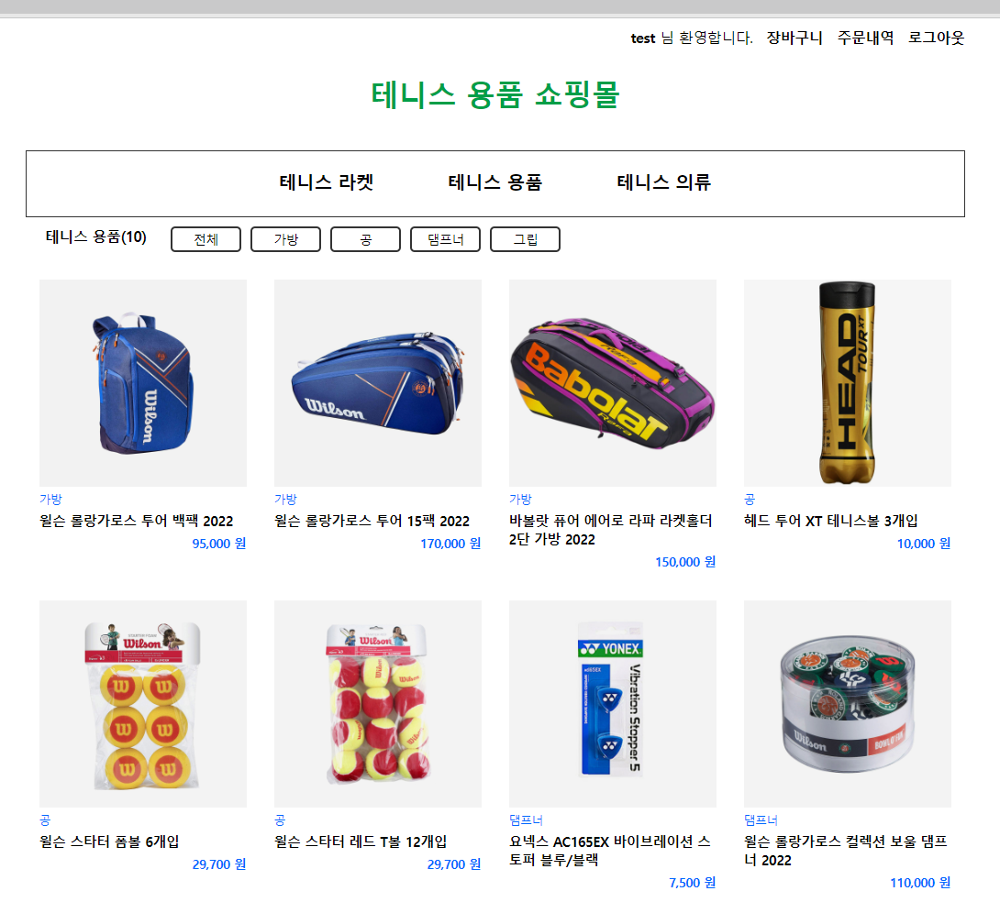 test 님 환영합니다. 장바구니 주문내역 로그아웃
테니스 용품 쇼핑몰
테니스 라켓 테니스 용품 테니스 의류
테니스 용품(10) 전체 가방 공 댐프너 그립
Wilson
Wilson
Babolat
Rafa
HEAD
TOUR XT
가방
윌슨 롤랑가로스 투어 백팩 2022
95,000 원
가방
윌슨 롤랑가로스 투어 15팩 2022
170,000 원
가방
바볼랏 퓨어 에어로 라파 라켓홀더
2단 가방 2022
150,000 원
공
헤드 투어 XT 테니스볼 3개입
10,000 원
Wilson
Wilson
YONEX
Vibration Stopper 5
Wilson
공
윌슨 스타터 폼볼 6개입
29,700 원
공
윌슨 스타터 레드 T볼 12개입
29,700 원
댐프너
요넥스 AC165EX 바이브레이션 스
토퍼 블루/블랙
7,500 원
댐프너
윌슨 롤랑가로스 컬렉션 보울 댐프
너 2022
110,000 원